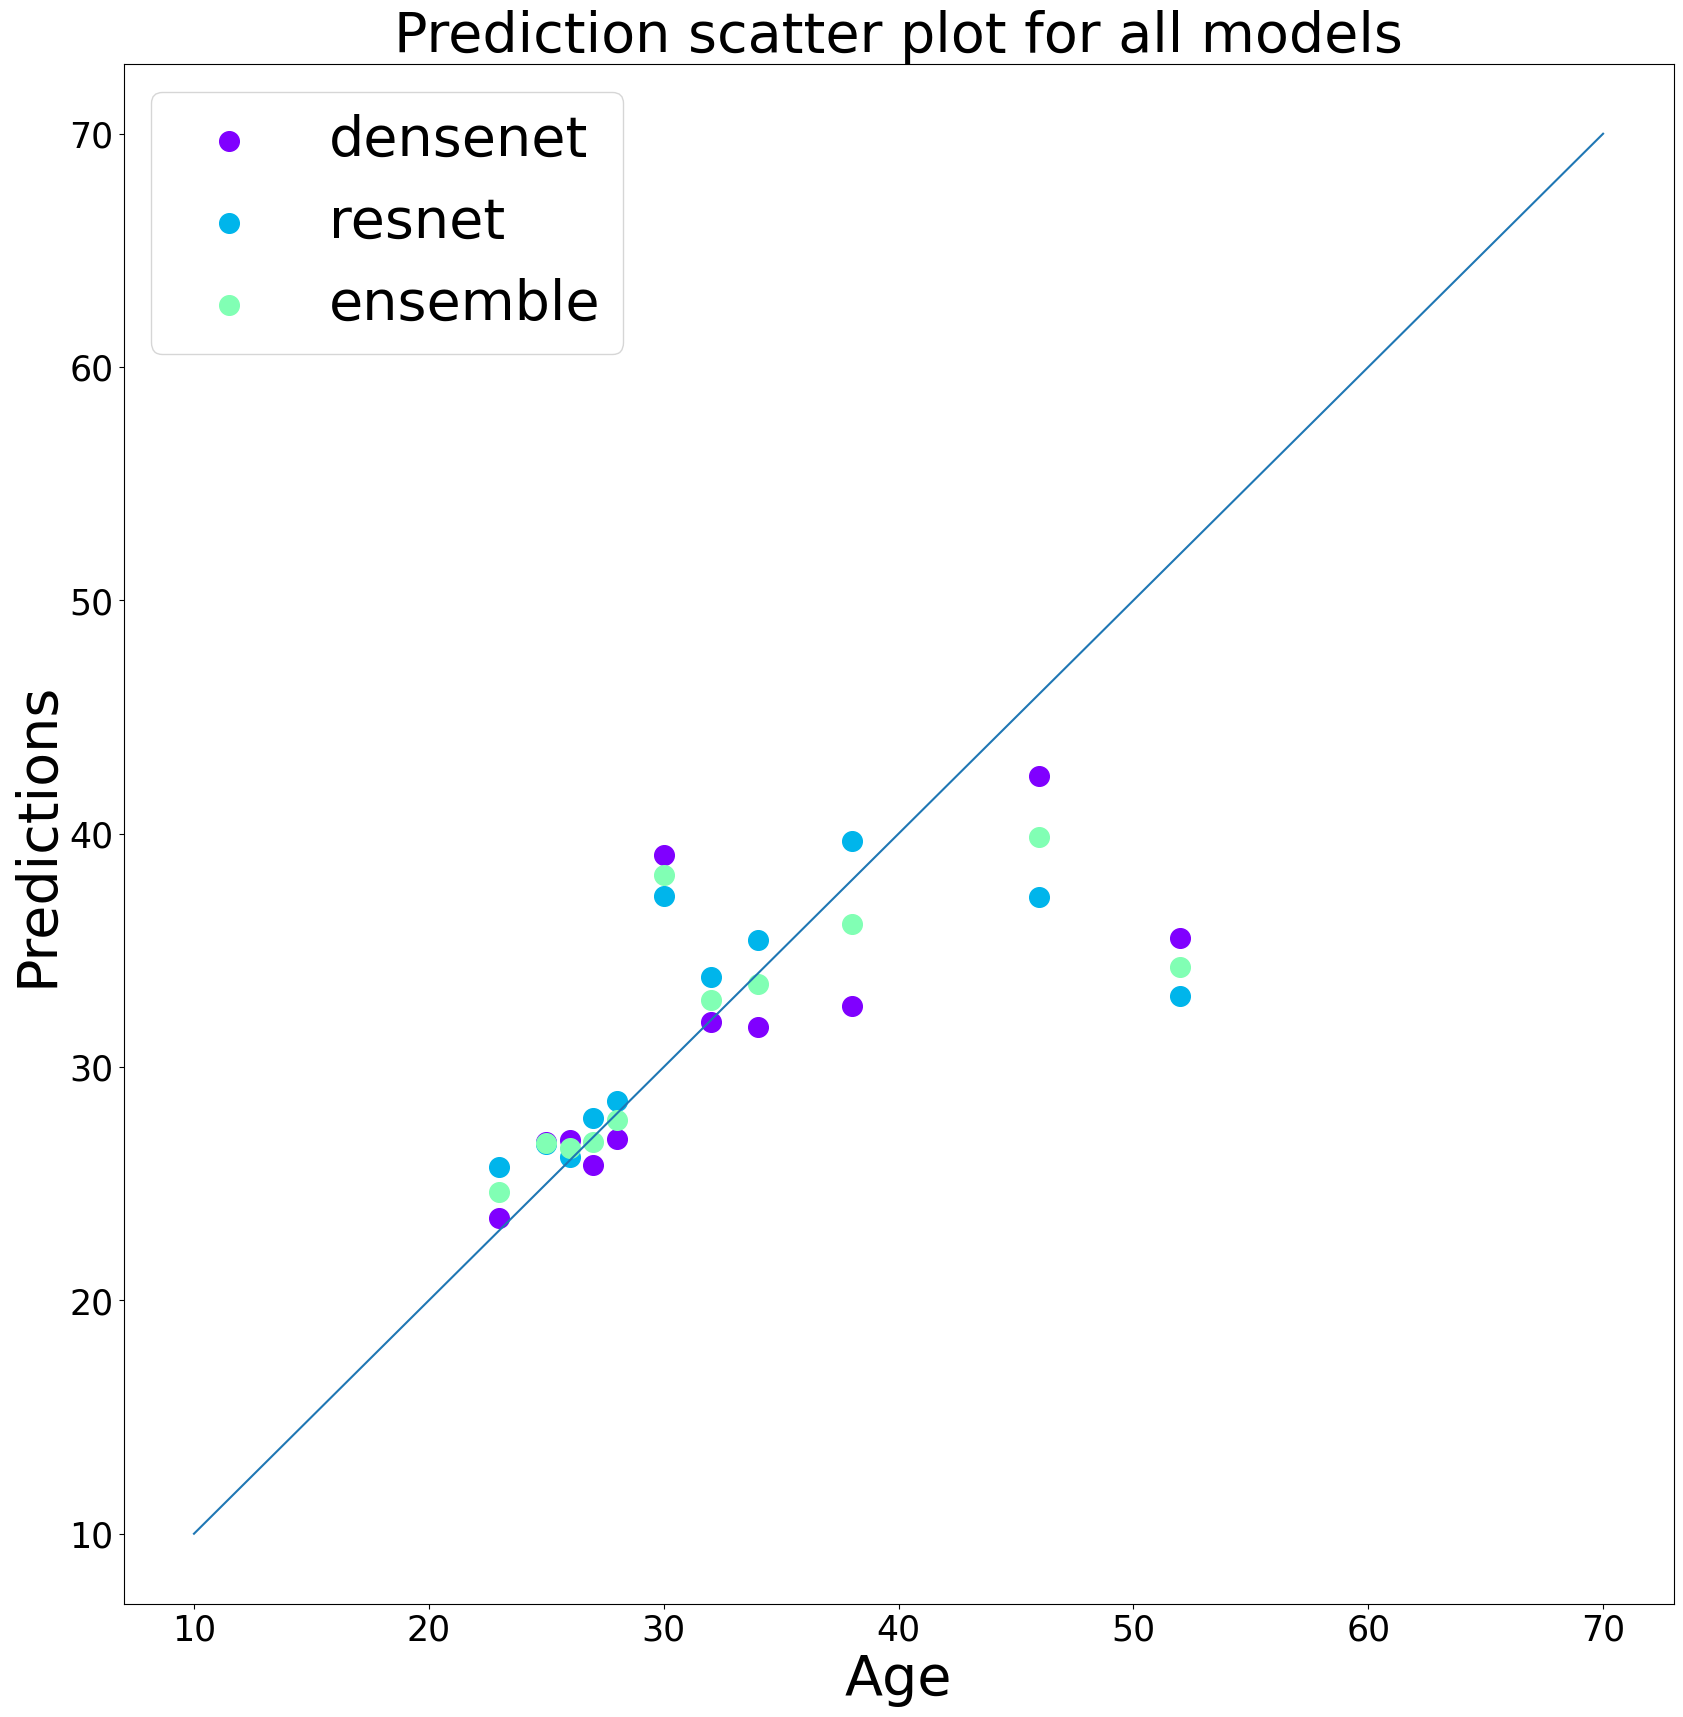 Prediction scatter plot for all models
densenet
resnet
ensemble
70
60
50
40
30
20
10
Predictions
10 20 30 40 50 60 70
Age